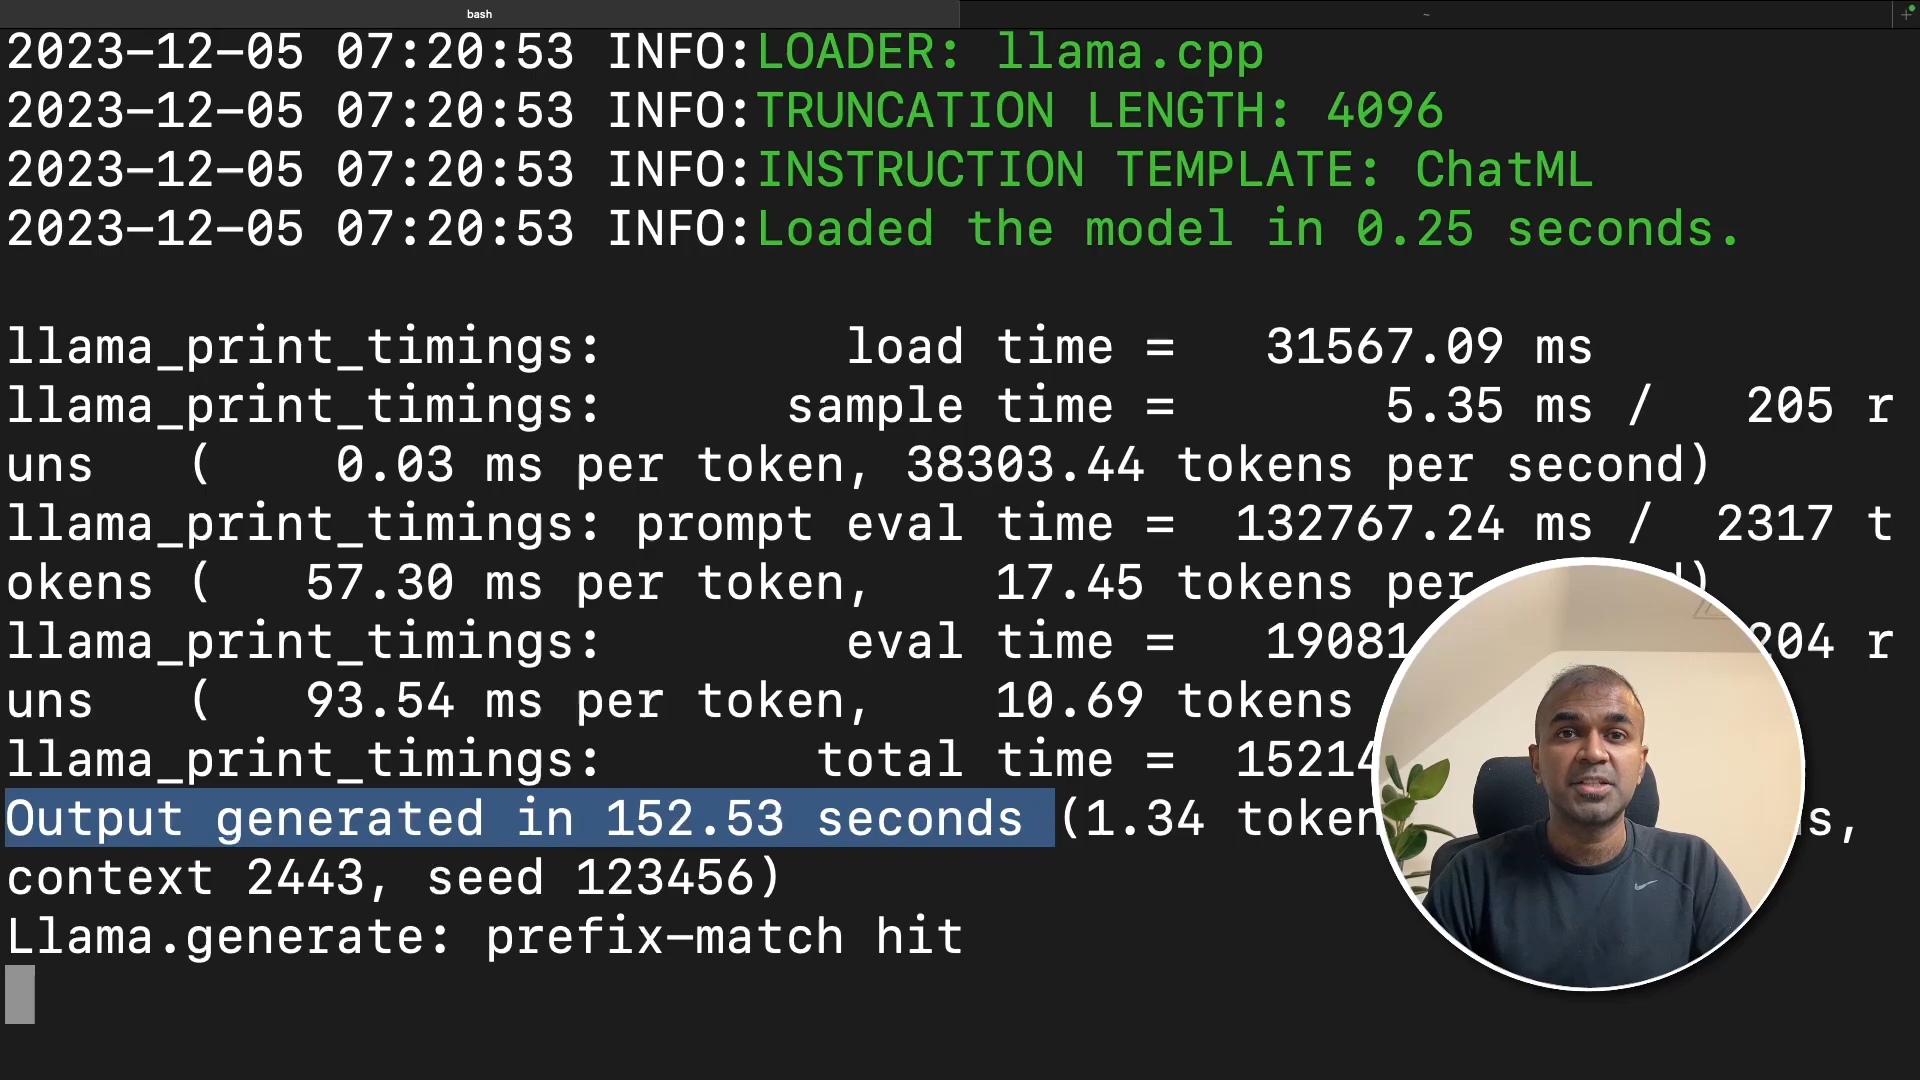 bash
~
2023-12-05 07:20:53 INFO:LOADER: llama.cpp
2023-12-05 07:20:53 INFO:TRUNCATION LENGTH: 4096
2023-12-05 07:20:53 INFO:INSTRUCTION TEMPLATE: ChatML
2023-12-05 07:20:53 INFO:Loaded the model in 0.25 seconds.
llama_print_timings:        load time =   31567.09 ms
llama_print_timings:      sample time =       5.35 ms /   205 r
uns   (    0.03 ms per token, 38303.44 tokens per second)
llama_print_timings: prompt eval time =  132767.24 ms /  2317 t
okens (   57.30 ms per token,    17.45 tokens per
llama_print_timings:        eval time =   19081 204 r
uns   (   93.54 ms per token,    10.69 tokens
llama_print_timings:       total time =  15214
Output generated in 152.53 seconds (1.34 token s,
context 2443, seed 123456)
Llama.generate: prefix-match hit